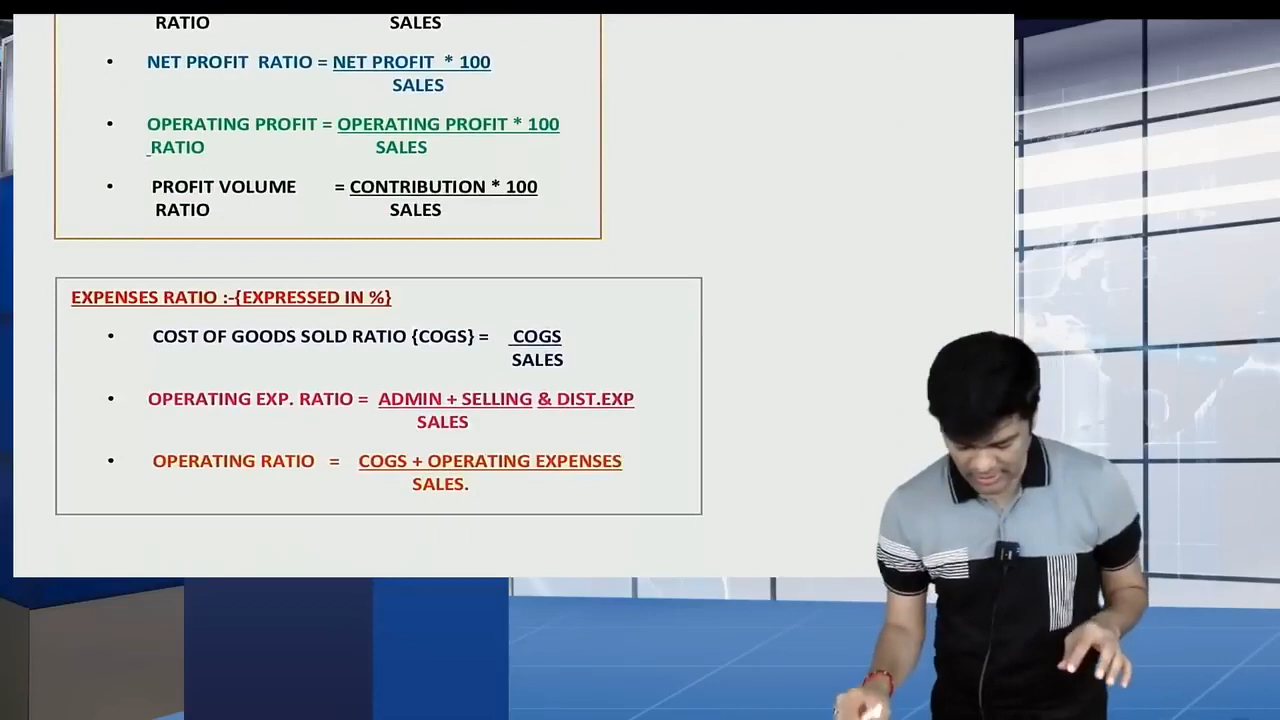 RATIO SALES
• NET PROFIT RATIO = NET PROFIT * 100
SALES
• OPERATING PROFIT = OPERATING PROFIT * 100
RATIO SALES
• PROFIT VOLUME = CONTRIBUTION * 100
RATIO SALES
EXPENSES RATIO :-{EXPRESSED IN %}
• COST OF GOODS SOLD RATIO {COGS} = COGS
SALES
• OPERATING EXP. RATIO = ADMIN + SELLING & DIST.EXP
SALES
• OPERATING RATIO = COGS + OPERATING EXPENSES
SALES.